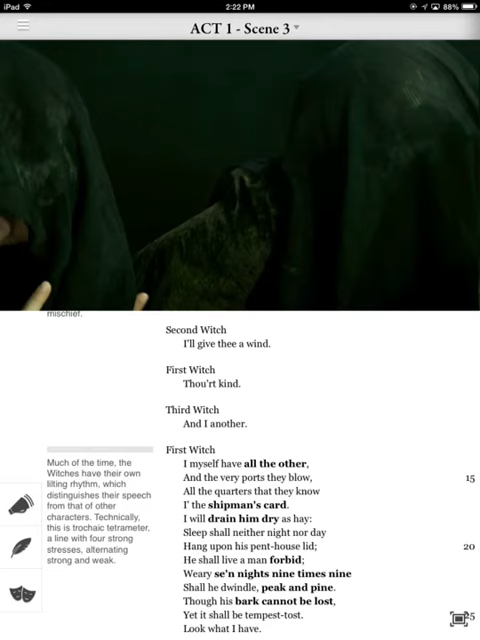 iPad 2:22 PM 88%
ACT 1 - Scene 3
mischief.
Second Witch
I'll give thee a wind.
First Witch
Thou'rt kind.
Third Witch
And I another.
First Witch
I myself have all the other,
And the very ports they blow, 15
All the quarters that they know
I' the shipman's card.
I will drain him dry as hay:
Sleep shall neither night nor day
Hang upon his pent-house lid; 20
He shall live a man forbid;
Weary se'n nights nine times nine
Shall he dwindle, peak and pine.
Though his bark cannot be lost,
Yet it shall be tempest-tost. 25
Look what I have.
Much of the time, the
Witches have their own
lilting rhythm, which
distinguishes their speech
from that of other
characters. Technically,
this is trochaic tetrameter,
a line with four strong
stresses, alternating
strong and weak.